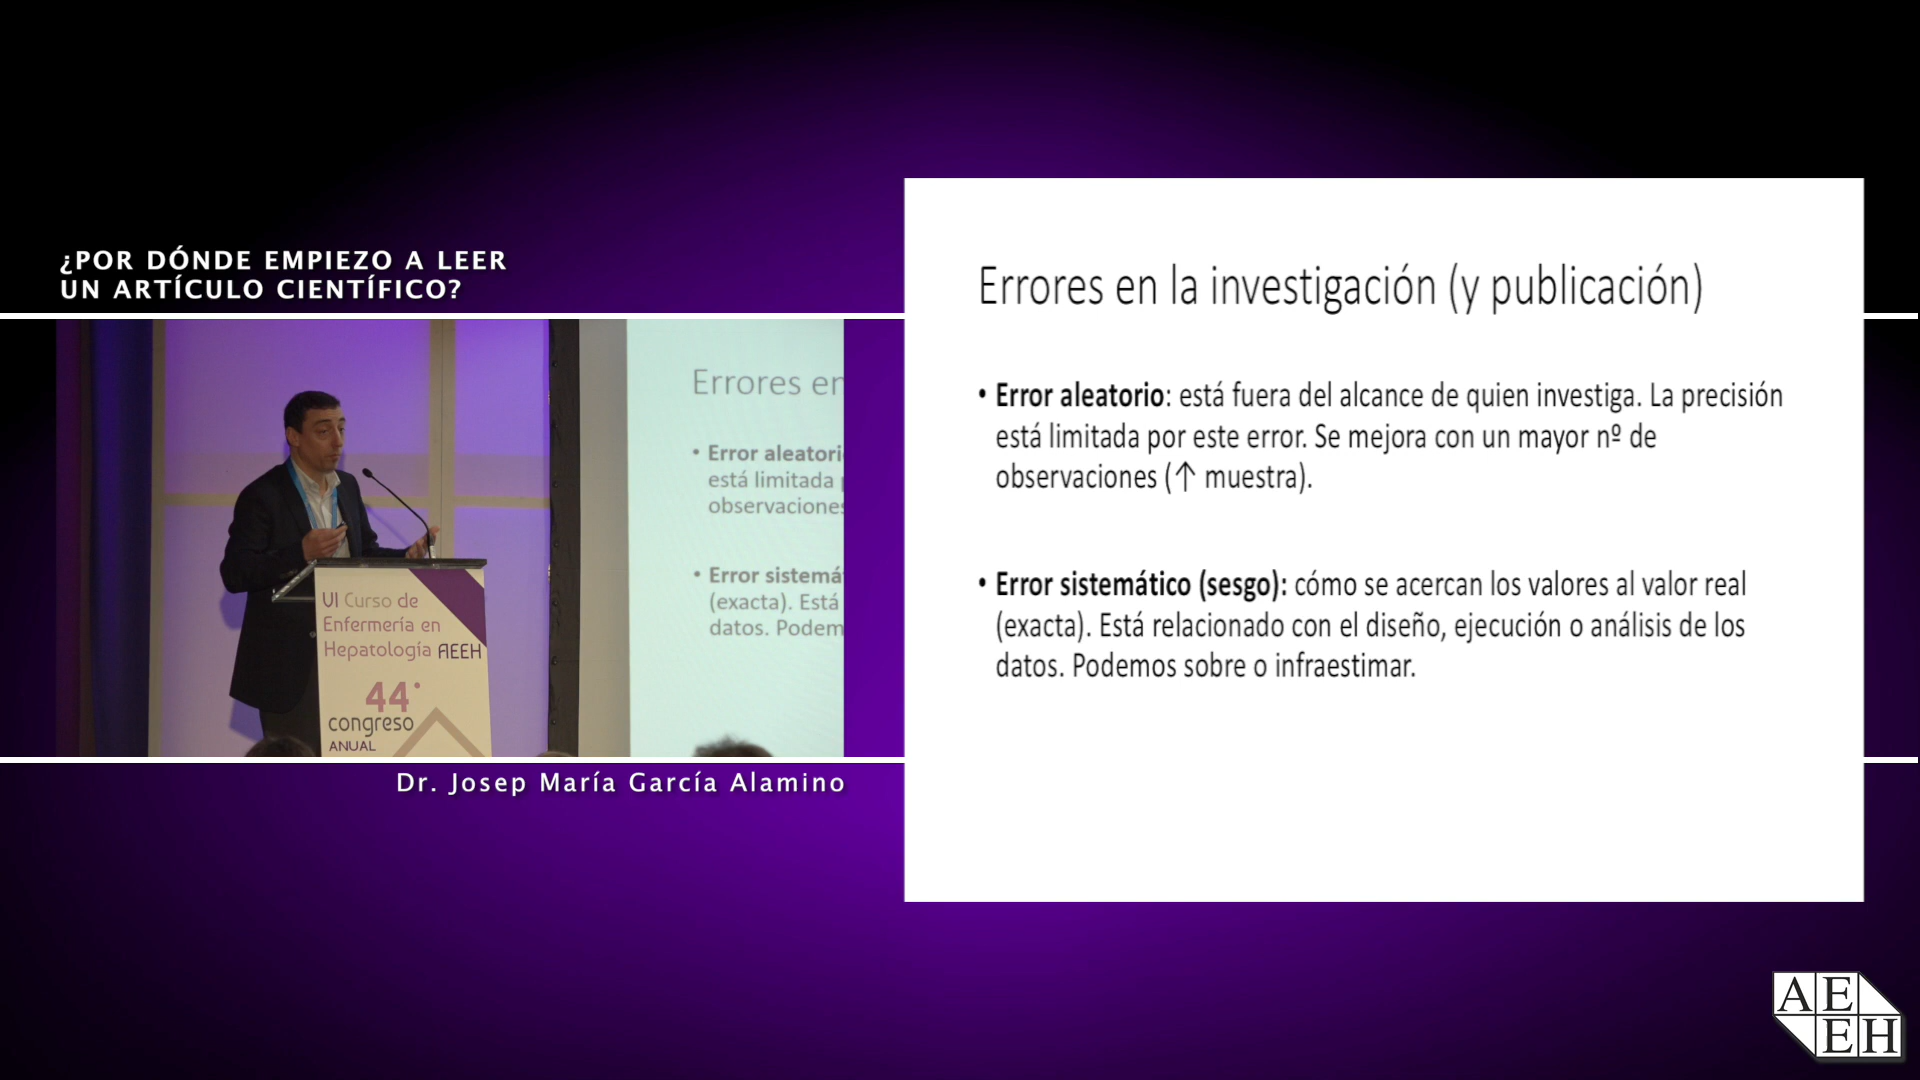 ¿POR DÓNDE EMPIEZO A LEER
UN ARTÍCULO CIENTÍFICO?
Errores en
• Error aleatori
está limitada
observaciones
• Error sistemá
(exacta). Está
datos. Podem
VI Curso de
Enfermería en
Hepatología AEEH
44º
congreso
ANUAL
Dr. Josep María García Alamino
Errores en la investigación (y publicación)
• Error aleatorio: está fuera del alcance de quien investiga. La precisión
está limitada por este error. Se mejora con un mayor nº de
observaciones (↑ muestra).
• Error sistemático (sesgo): cómo se acercan los valores al valor real
(exacta). Está relacionado con el diseño, ejecución o análisis de los
datos. Podemos sobre o infraestimar.
AE
EH